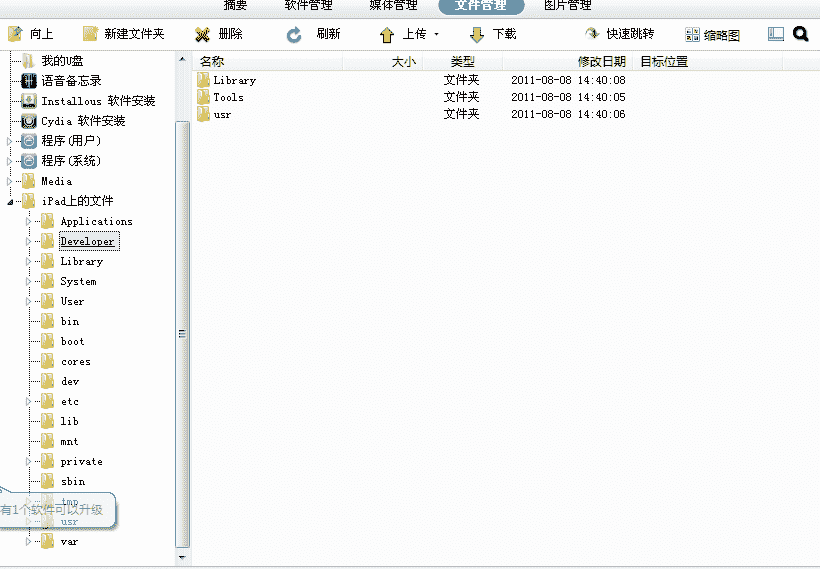 摘要 软件管理 媒体管理 文件管理 图片管理
向上 新建文件夹 删除 刷新 上传 下载 快速跳转 缩略图
我的U盘
语音备忘录
Installous 软件安装
Cydia 软件安装
程序(用户)
程序(系统)
Media
iPad上的文件
Applications
Developer
Library
System
User
bin
boot
cores
dev
etc
lib
mnt
private
sbin
tmp
有1个软件可以升级
usr
var
名称 大小 类型 修改日期 目标位置
Library 文件夹 2011-08-08 14:40:08
Tools 文件夹 2011-08-08 14:40:05
usr 文件夹 2011-08-08 14:40:06